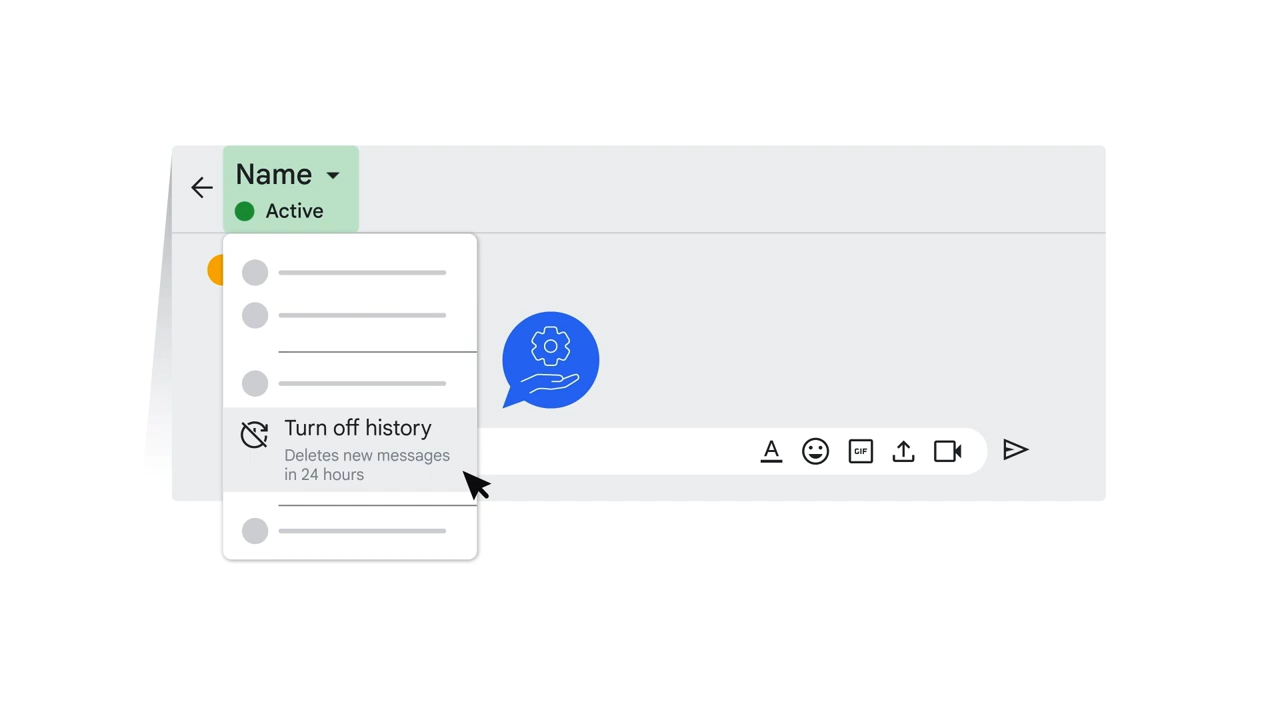 Name
Active
Turn off history
Deletes new messages
in 24 hours
A
GIF